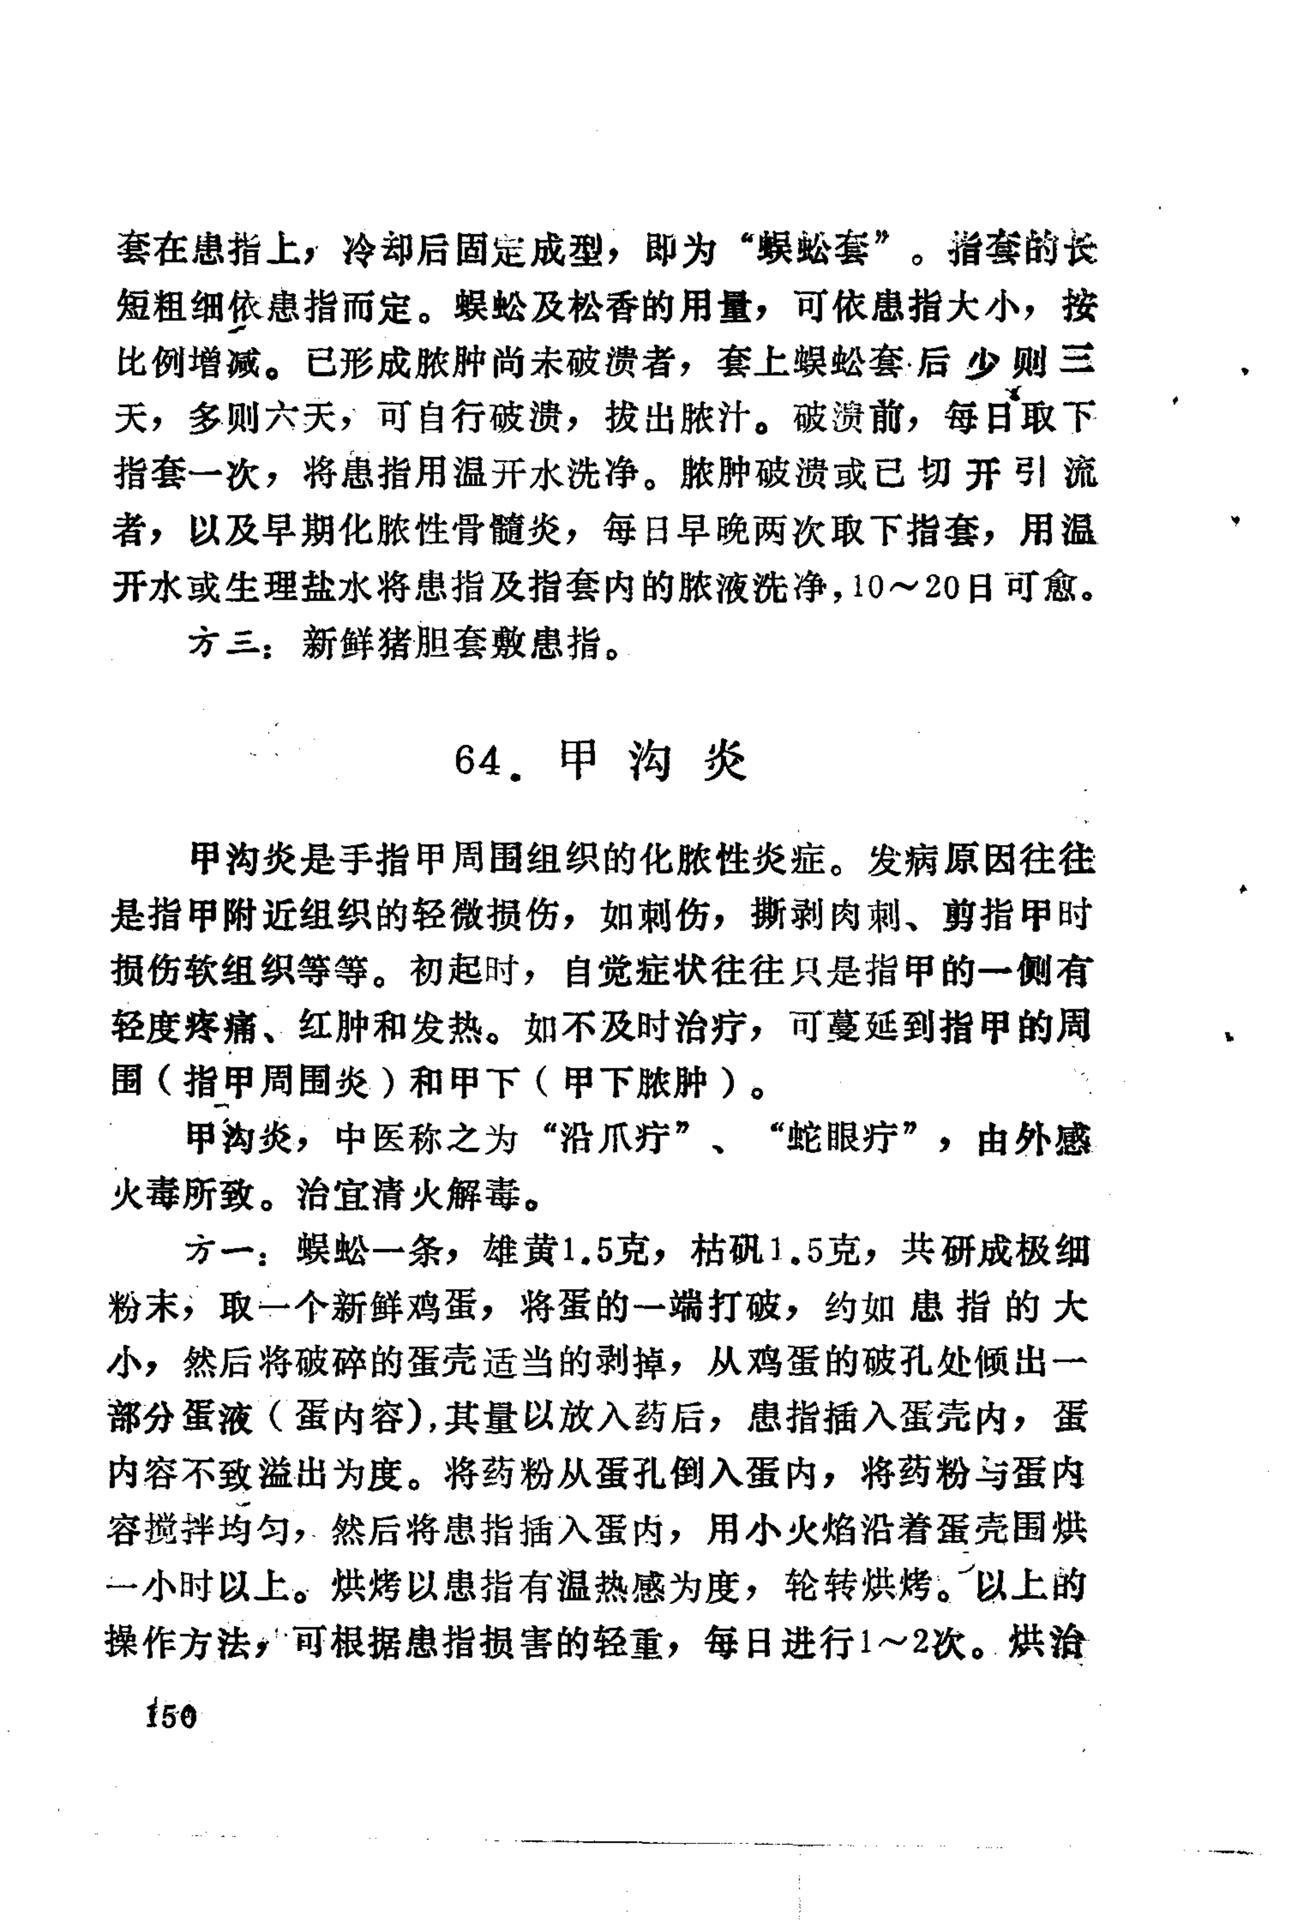 套在患指上，冷却后固定成型，即为“蜈蚣套”。指套的长
短粗细依患指而定。蜈蚣及松香的用量，可依患指大小，按
比例增减。已形成脓肿尚未破溃者，套上蜈蚣套后少则三
天，多则六天，可自行破溃，拔出脓汁。破溃前，每日取下
指套一次，将患指用温开水洗净。脓肿破溃或已切开引流
者，以及早期化脓性骨髓炎，每日早晚两次取下指套，用温
开水或生理盐水将患指及指套内的脓液洗净，10～20日可愈。
方三：新鲜猪胆套敷患指。
64．甲沟炎
甲沟炎是手指甲周围组织的化脓性炎症。发病原因往往
是指甲附近组织的轻微损伤，如刺伤，撕剥肉刺、剪指甲时
损伤软组织等等。初起时，自觉症状往往只是指甲的一侧有
轻度疼痛、红肿和发热。如不及时治疗，可蔓延到指甲的周
围（指甲周围炎）和甲下（甲下脓肿）。
甲沟炎，中医称之为“沿爪疔”、“蛇眼疔”，由外感
火毒所致。治宜清火解毒。
方一：蜈蚣一条，雄黄1.5克，枯矾1.5克，共研成极细
粉末，取一个新鲜鸡蛋，将蛋的一端打破，约如患指的大
小，然后将破碎的蛋壳适当的剥掉，从鸡蛋的破孔处倾出一
部分蛋液（蛋内容），其量以放入药后，患指插入蛋壳内，蛋
内容不致溢出为度。将药粉从蛋孔倒入蛋内，将药粉与蛋内
容搅拌均匀，然后将患指插入蛋内，用小火焰沿着蛋壳围烘
一小时以上。烘烤以患指有温热感为度，轮转烘烤。以上的
操作方法，可根据患指损害的轻重，每日进行1～2次。烘治
150